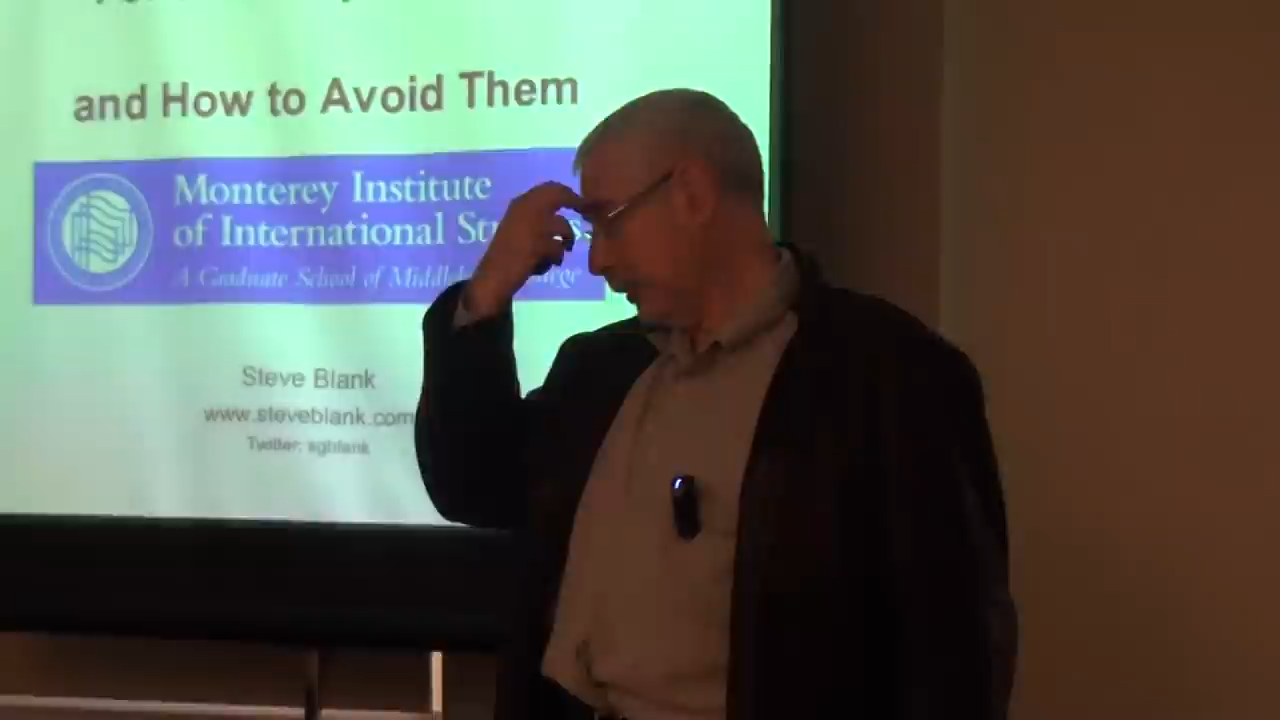 and How to Avoid Them
Monterey Institute
of International
A Graduate School of
Steve Blank
www.steveblank.com
Twitter: sgblank